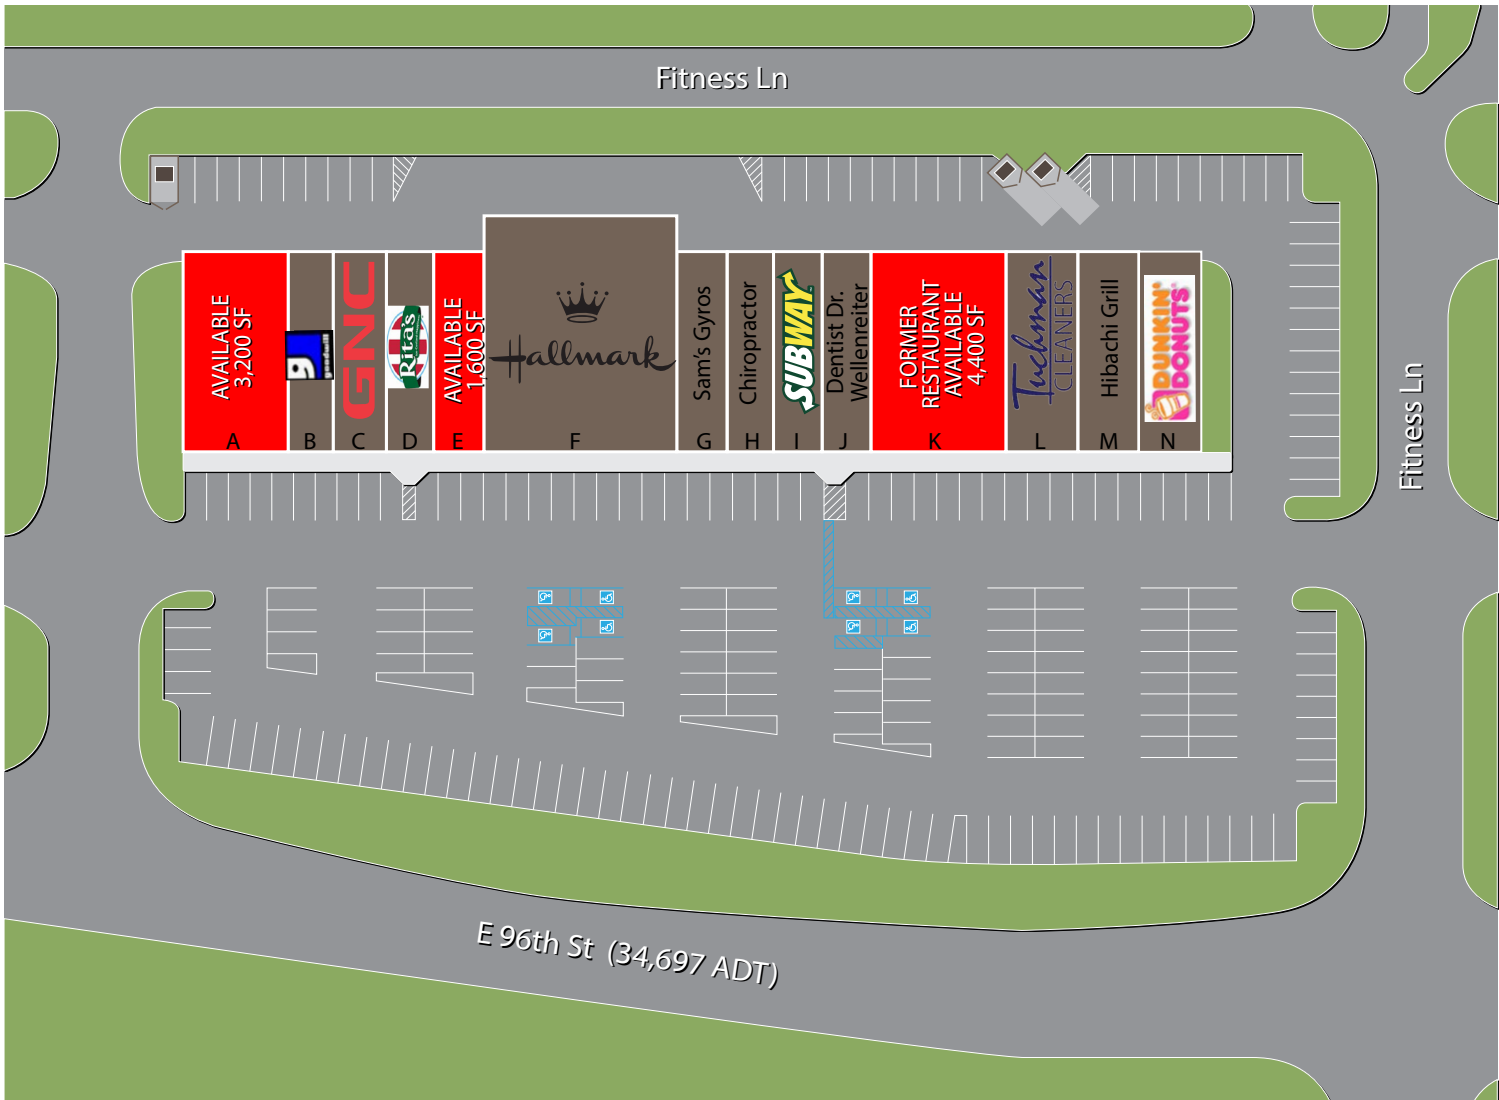 Fitness Ln
AVAILABLE
3,200 SF
A
g
goodwill
B
GNC
C
Rita's
D
AVAILABLE
1,600 SF
E
Hallmark
F
Sam's Gyros
G
Chiropractor
H
SUBWAY
I
Dentist Dr.
Wellenreiter
J
FORMER
RESTAURANT
AVAILABLE
4,400 SF
K
Tuchman
CLEANERS
L
Hibachi Grill
M
DUNKIN'
DONUTS
N
Fitness Ln
E 96th St (34,697 ADT)